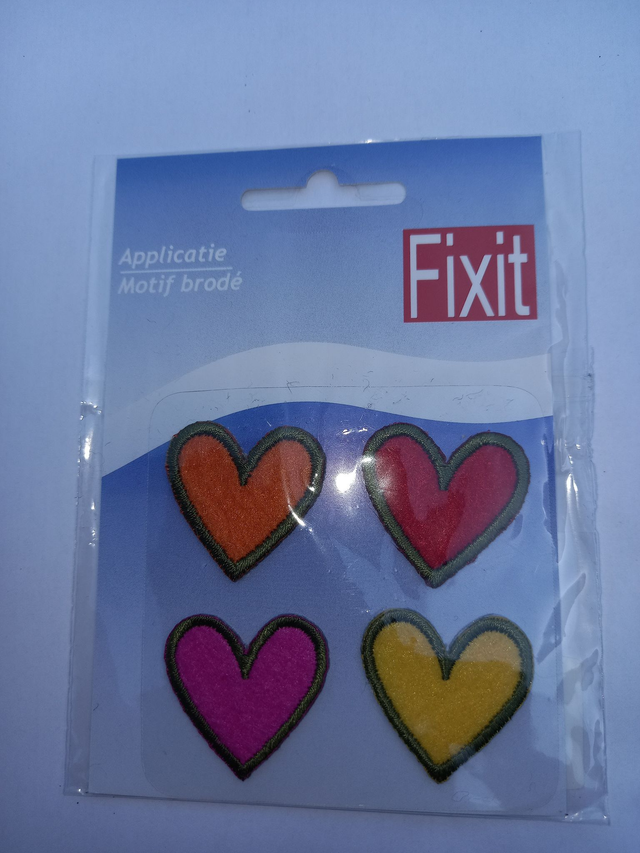 Applicatie
Motif brodé
Fixit